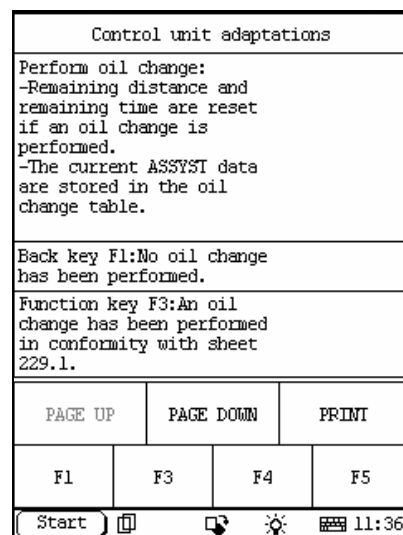 Control unit adaptations
Perform oil change:
-Remaining distance and
remaining time are reset
if an oil change is
performed.
-The current ASSYST data
are stored in the oil
change table.
Back key F1:No oil change
has been performed.
Function key F3:An oil
change has been performed
in conformity with sheet
229.1.
PAGE UP PAGE DOWN PRINT
F1 F3 F4 F5
Start 11:36